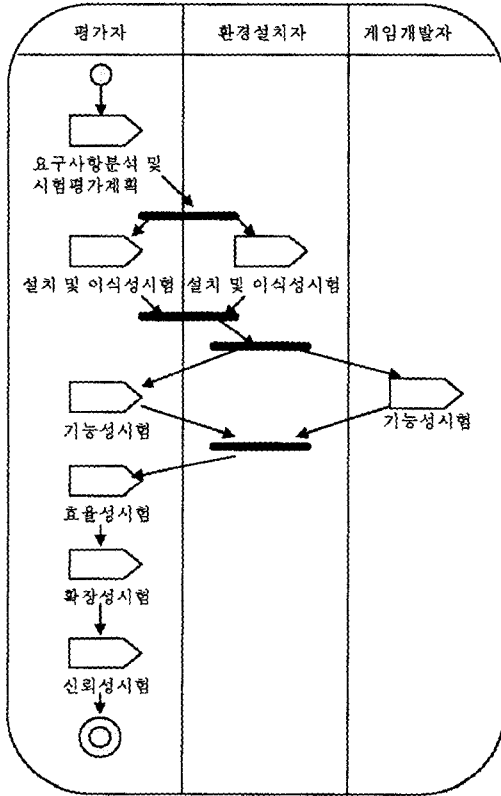 평가자
환경설치자
게임개발자
요구사항분석 및
시험평가계획
설치 및 이식성시험
설치 및 이식성시험
기능성시험
기능성시험
효율성시험
확장성시험
신뢰성시험